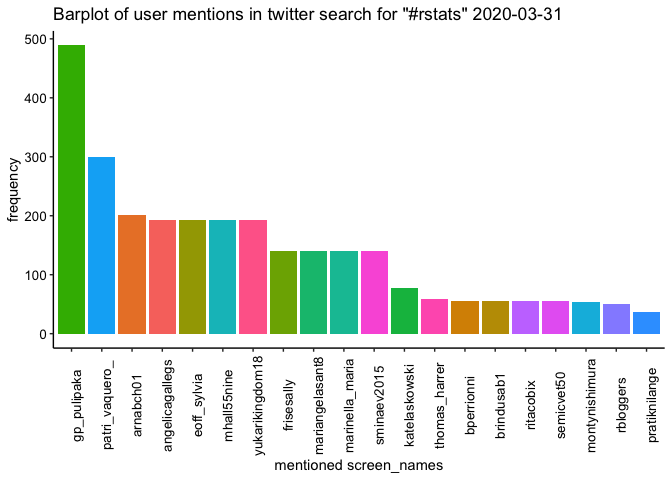 Barplot of user mentions in twitter search for "#rstats" 2020-03-31
frequency
500
400
300
200
100
0
gp_pulipaka
patri_vaquero_
arnabch01
angelicagallegs
eoff_sylvia
mhall55nine
yukarikingdom18
frisesally
mariangelasant8
marinella_maria
sminaev2015
katelaskowski
thomas_harrer
bperrionni
brindusab1
ritacobix
semicvet50
montynishimura
rbloggers
pratiknilange
mentioned screen_names